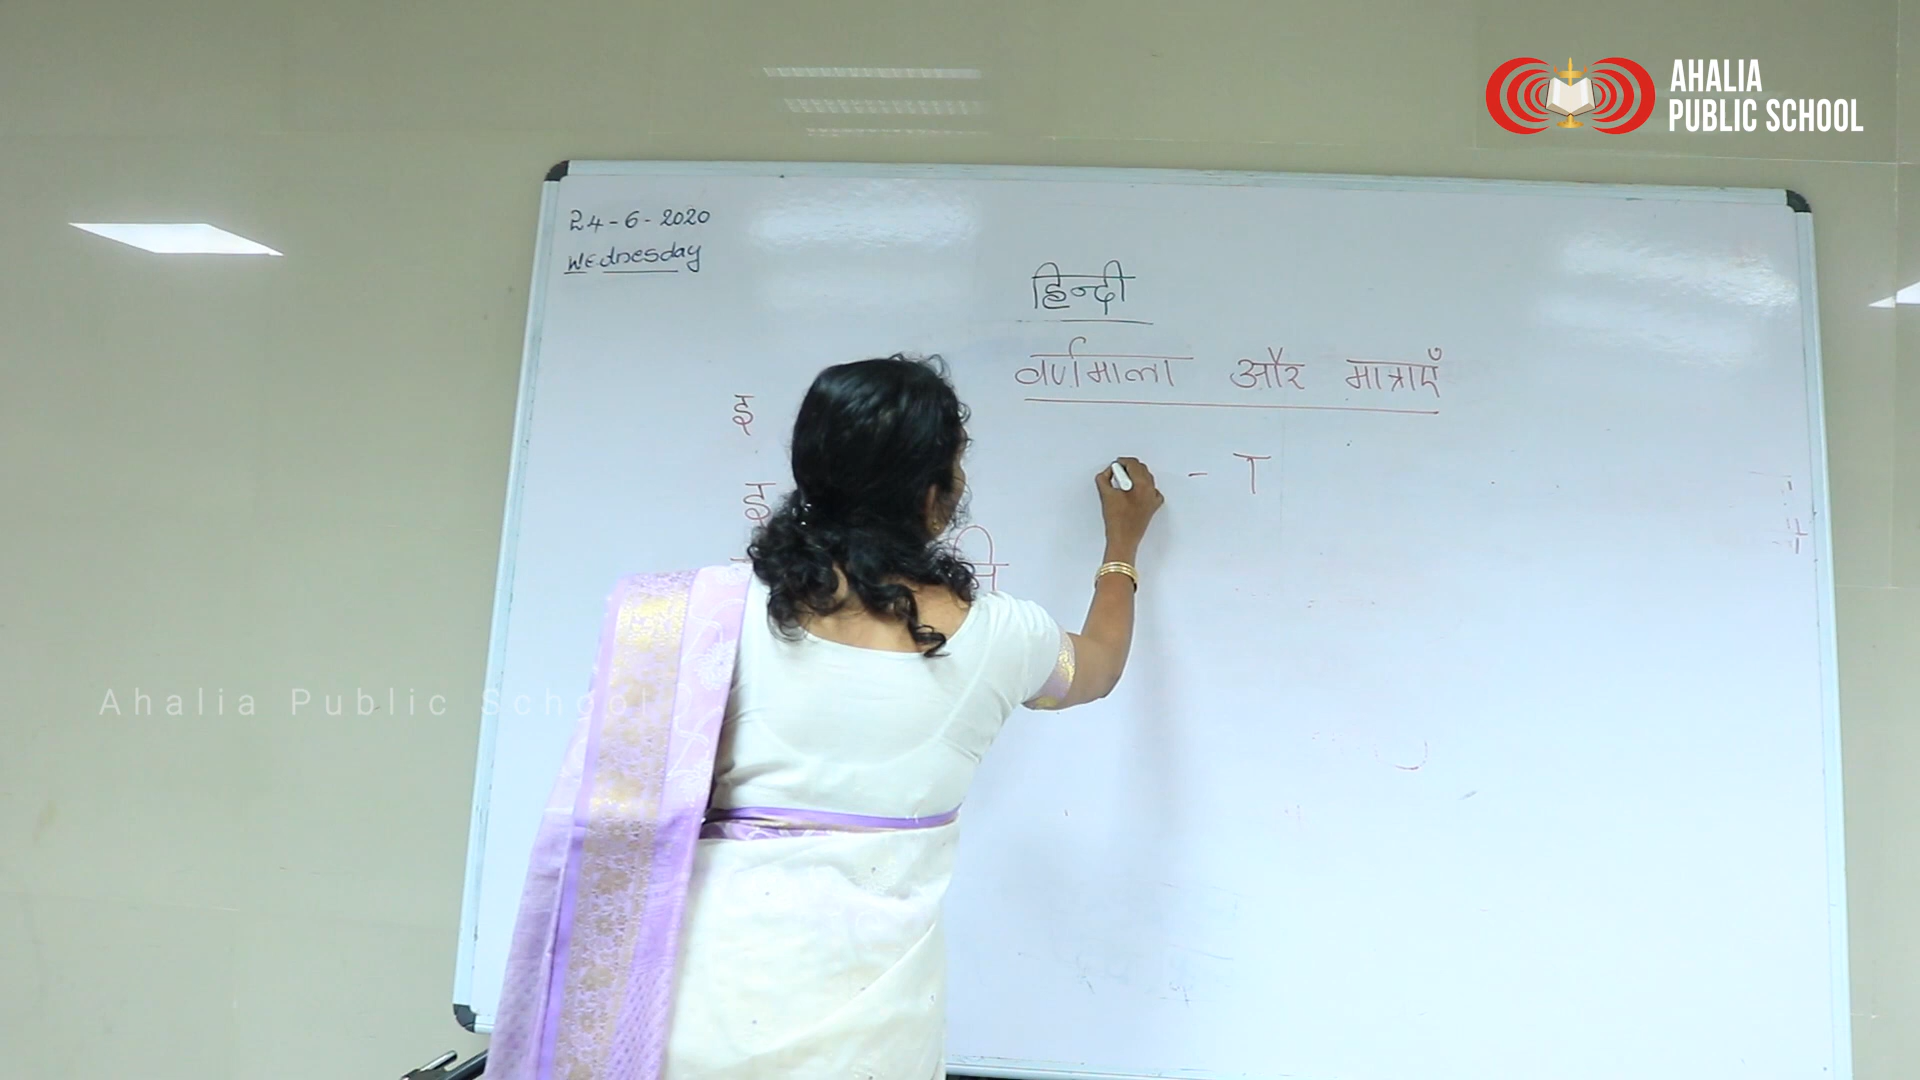 AHALIA
PUBLIC SCHOOL
24-6-2020
Wednesday
हिन्दी
वर्णमाला और मात्राएँ
इ
- ा
इ
Ahalia Public School